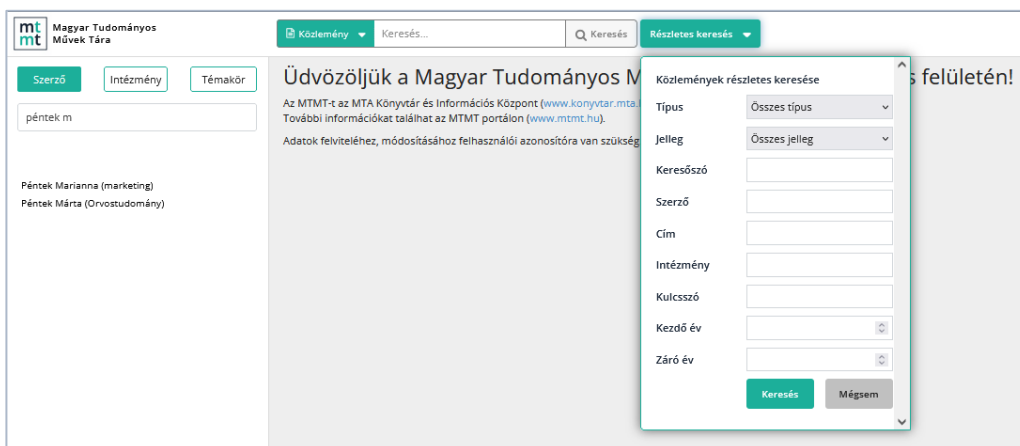 mt mt Magyar Tudományos
Művek Tára
Közlemény Keresés... Keresés Részletes keresés
Szerző Intézmény Témakör
péntek m
Péntek Marianna (marketing)
Péntek Márta (Orvostudomány)
Üdvözöljük a Magyar Tudományos M s felületén!
Az MTMT-t az MTA Könyvtár és Információs Központ (www.konyvtar.mta.
További információkat találhat az MTMT portálon (www.mtmt.hu).
Adatok felviteléhez, módosításához felhasználói azonosítóra van szükség
Közlemények részletes keresése
Típus Összes típus
Jelleg Összes jelleg
Keresőszó
Szerző
Cím
Intézmény
Kulcsszó
Kezdő év
Záró év
Keresés Mégsem